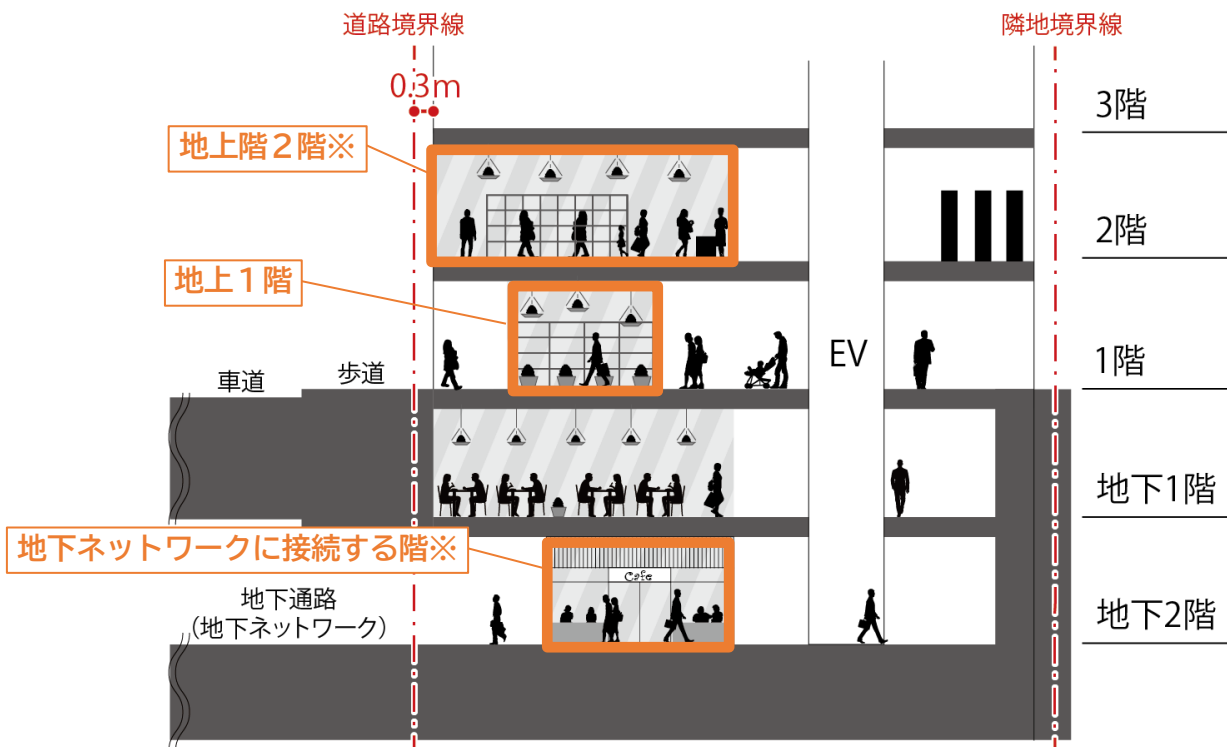 道路境界線
隣地境界線
0.3m
3階
地上階２階※
2階
地上１階
EV
1階
歩道
車道
地下1階
地下ネットワークに接続する階※
Cafe
地下通路
（地下ネットワーク）
地下2階